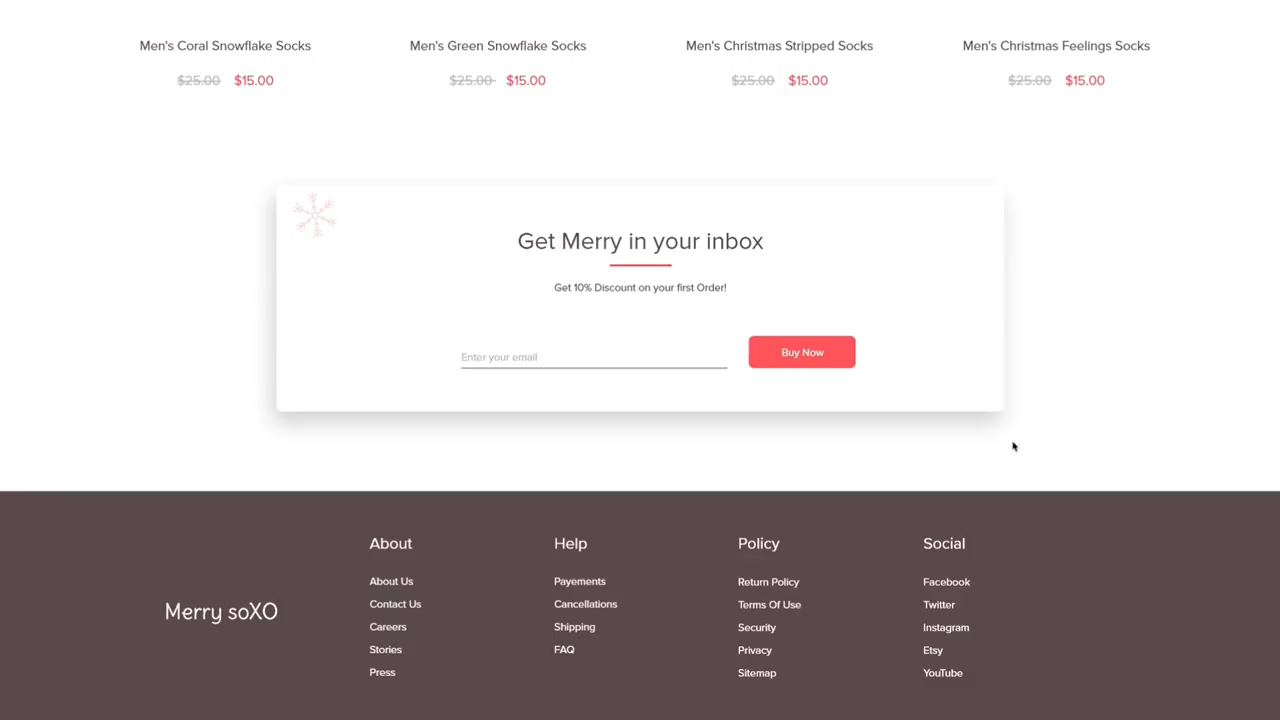 Men's Coral Snowflake Socks
$25.00 $15.00
Men's Green Snowflake Socks
$25.00 $15.00
Men's Christmas Stripped Socks
$25.00 $15.00
Men's Christmas Feelings Socks
$25.00 $15.00
Get Merry in your inbox
Get 10% Discount on your first Order!
Enter your email
Buy Now
Merry soXO
About
About Us
Contact Us
Careers
Stories
Press
Help
Payements
Cancellations
Shipping
FAQ
Policy
Return Policy
Terms Of Use
Security
Privacy
Sitemap
Social
Facebook
Twitter
Instagram
Etsy
YouTube